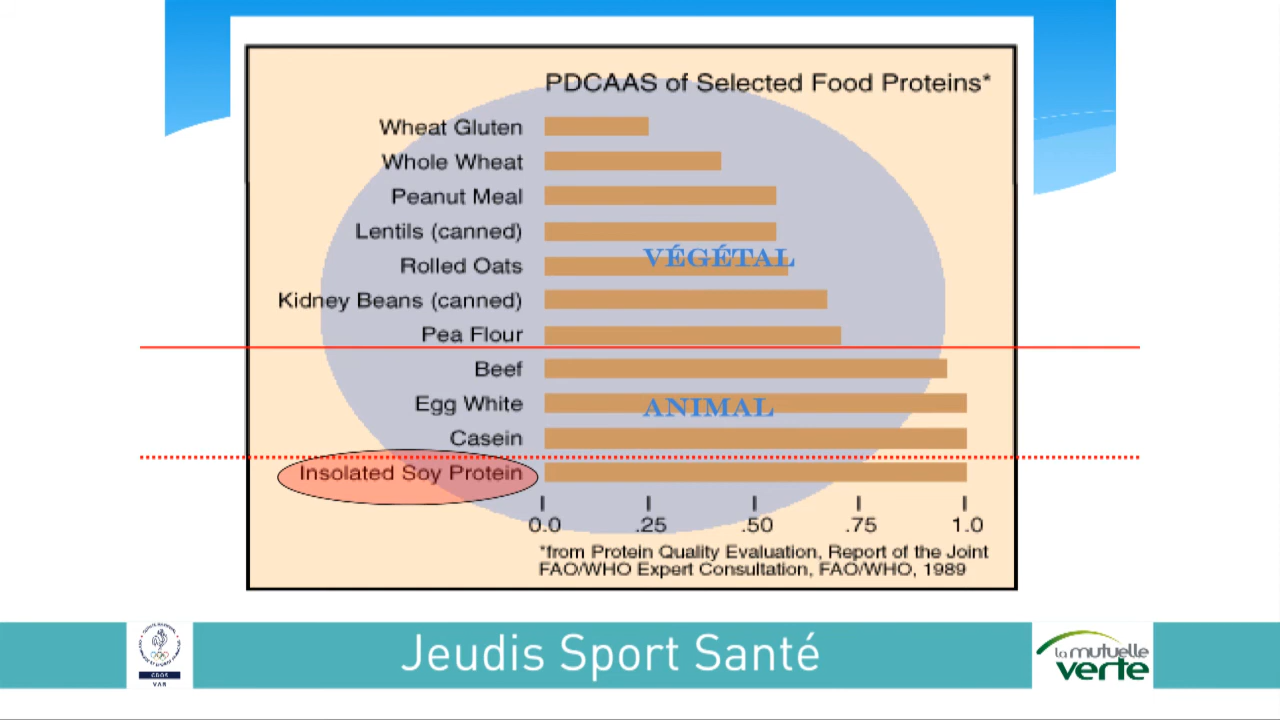 PDCAAS of Selected Food Proteins*
Wheat Gluten
Whole Wheat
Peanut Meal
Lentils (canned)
VÉGÉTAL
Rolled Oats
Kidney Beans (canned)
Pea Flour
Beef
Egg White
ANIMAL
Casein
Insolated Soy Protein
0.0 .25 .50 .75 1.0
*from Protein Quality Evaluation, Report of the Joint
FAO/WHO Expert Consultation, FAO/WHO, 1989
Jeudis Sport Santé
CDOS
VAR
la mutuelle
verte